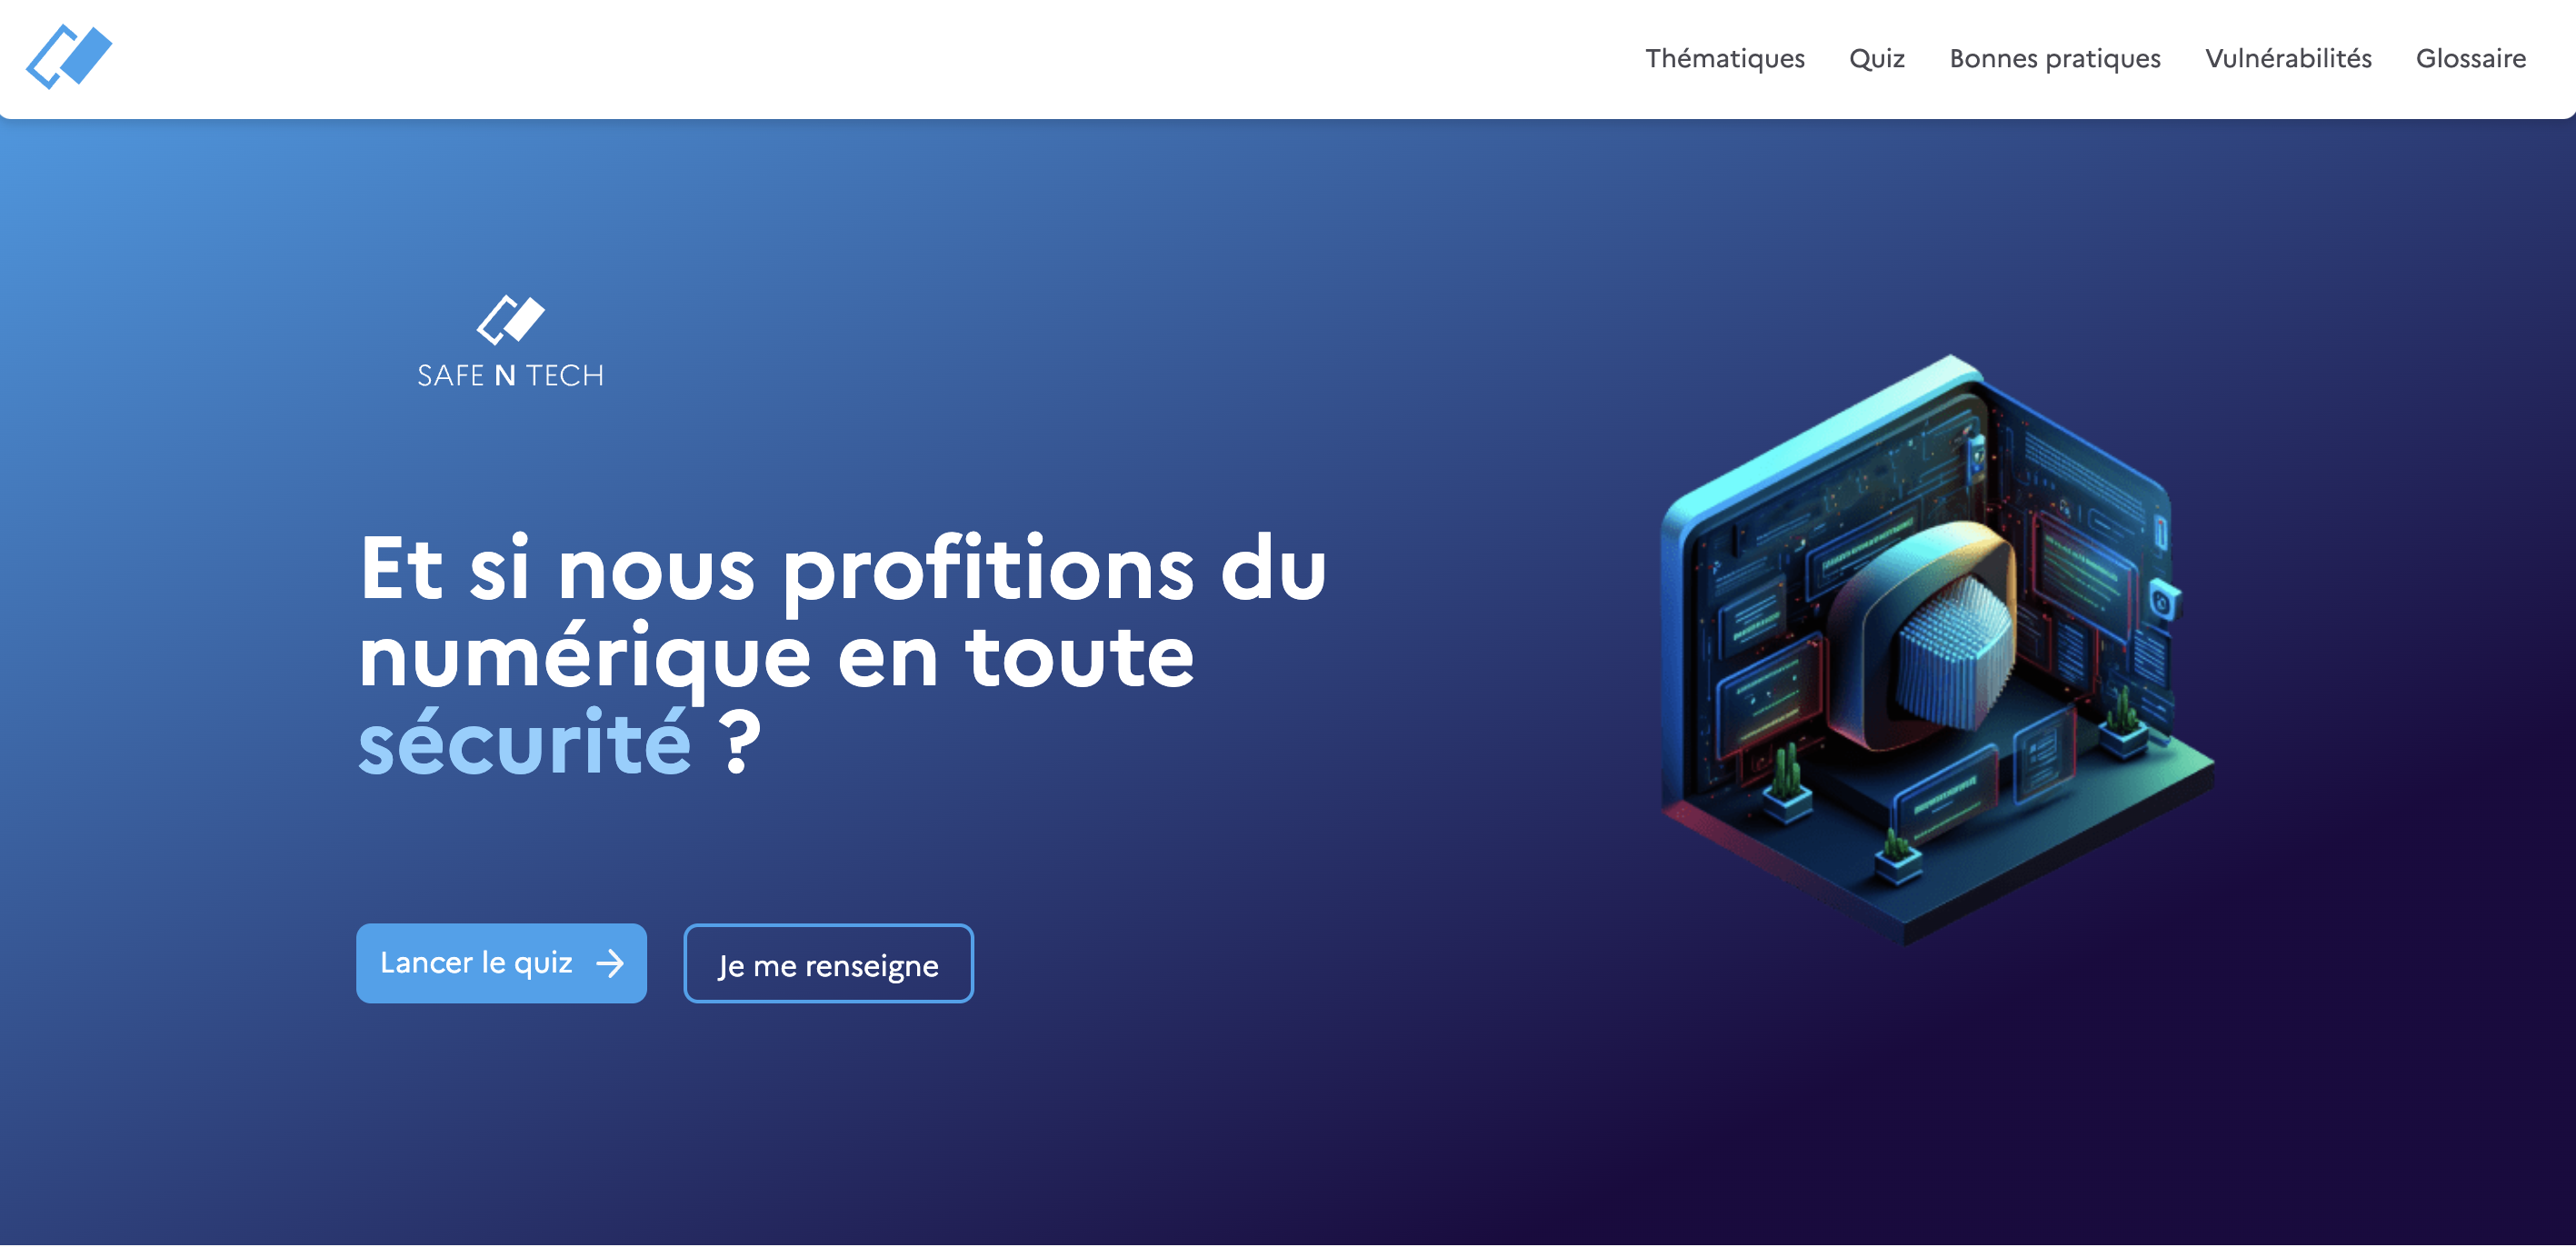 Thématiques Quiz Bonnes pratiques Vulnérabilités Glossaire
SAFE N TECH
Et si nous profitions du
numérique en toute
sécurité ?
Lancer le quiz → Je me renseigne